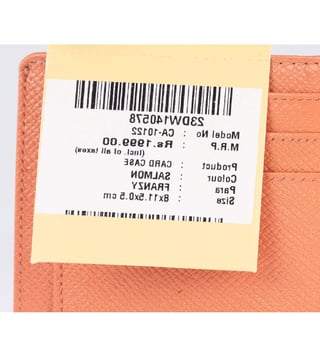 23DW140578
Model No : CA-10122
M.R.P : Rs.1999.00
(Incl. of all taxes)
Product : CARD CASE
Colour : SALMON
Para : FRANZY
Size : 8x11.5x0.5 cm